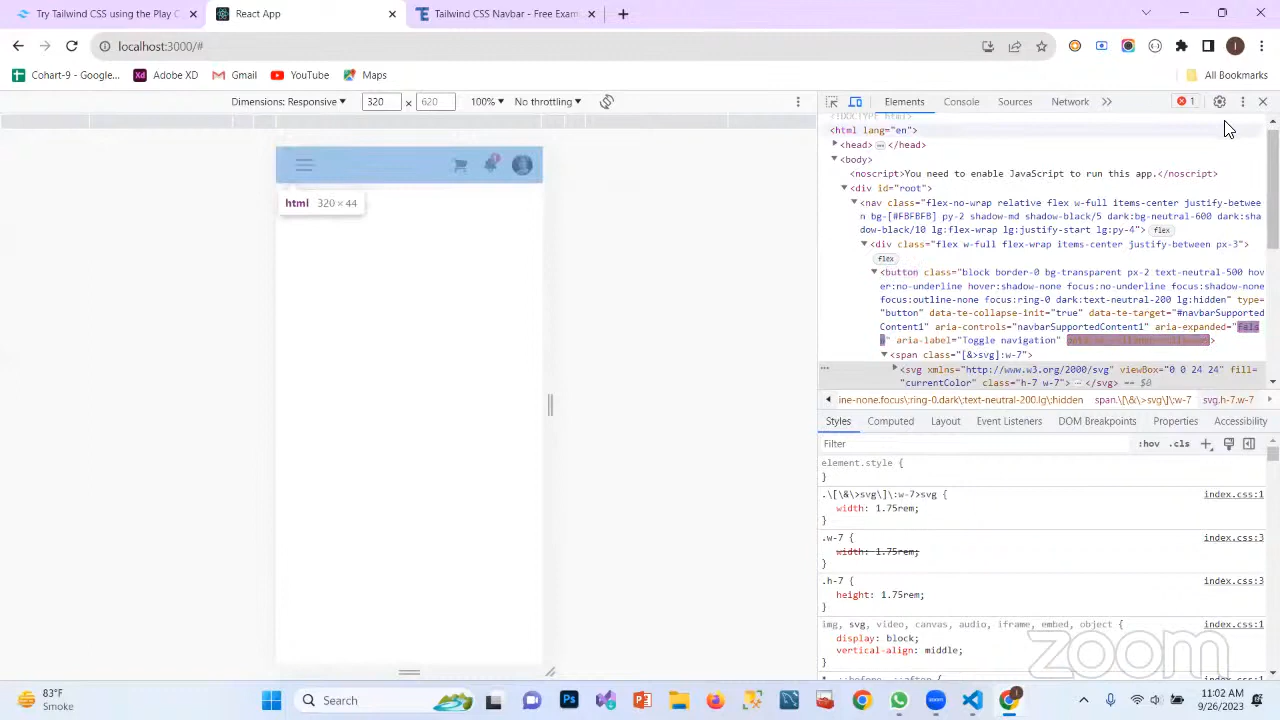 Try Tailwind CSS using the Play C
React App
Tailwind CSS Navbar - Free Exam
localhost:3000/#
Cohart-9 - Google...
Xd Adobe XD
Gmail
YouTube
Maps
All Bookmarks
Dimensions: Responsive 320 × 620 100% No throttling
Elements Console Sources Network 1
html 320 × 44
<!DOCTYPE html>
<html lang="en">
<head> … </head>
<body>
<noscript>You need to enable JavaScript to run this app.</noscript>
<div id="root">
<nav class="flex-no-wrap relative flex w-full items-center justify-betwee
n bg-[#FBFBFB] py-2 shadow-md shadow-black/5 dark:bg-neutral-600 dark:sha
dow-black/10 lg:flex-wrap lg:justify-start lg:py-4"> flex
<div class="flex w-full flex-wrap items-center justify-between px-3">
flex
<button class="block border-0 bg-transparent px-2 text-neutral-500 hov
er:no-underline hover:shadow-none focus:no-underline focus:shadow-none
focus:outline-none focus:ring-0 dark:text-neutral-200 lg:hidden" type=
"button" data-te-collapse-init="true" data-te-target="#navbarSupported
Content1" aria-controls="navbarSupportedContent1" aria-expanded="fals
e" aria-label="Toggle navigation"
<span class="[&>svg]:w-7">
<svg xmlns="http://www.w3.org/2000/svg" viewBox="0 0 24 24" fill=
"currentColor" class="h-7 w-7"> … </svg> == $0
ine-none.focus\:ring-0.dark\:text-neutral-200.lg\:hidden span.\[\&\>svg\]\:w-7 svg.h-7.w-7
Styles Computed Layout Event Listeners DOM Breakpoints Properties Accessibility
Filter :hov .cls
element.style {
}
.\[\&\>svg\]\:w-7>svg { index.css:1
width: 1.75rem;
}
.w-7 { index.css:3
width: 1.75rem;
}
.h-7 { index.css:3
height: 1.75rem;
}
img, svg, video, canvas, audio, iframe, embed, object { index.css:1
display: block;
vertical-align: middle;
}
zoom
83°F
Smoke
Search
11:02 AM
9/26/2023